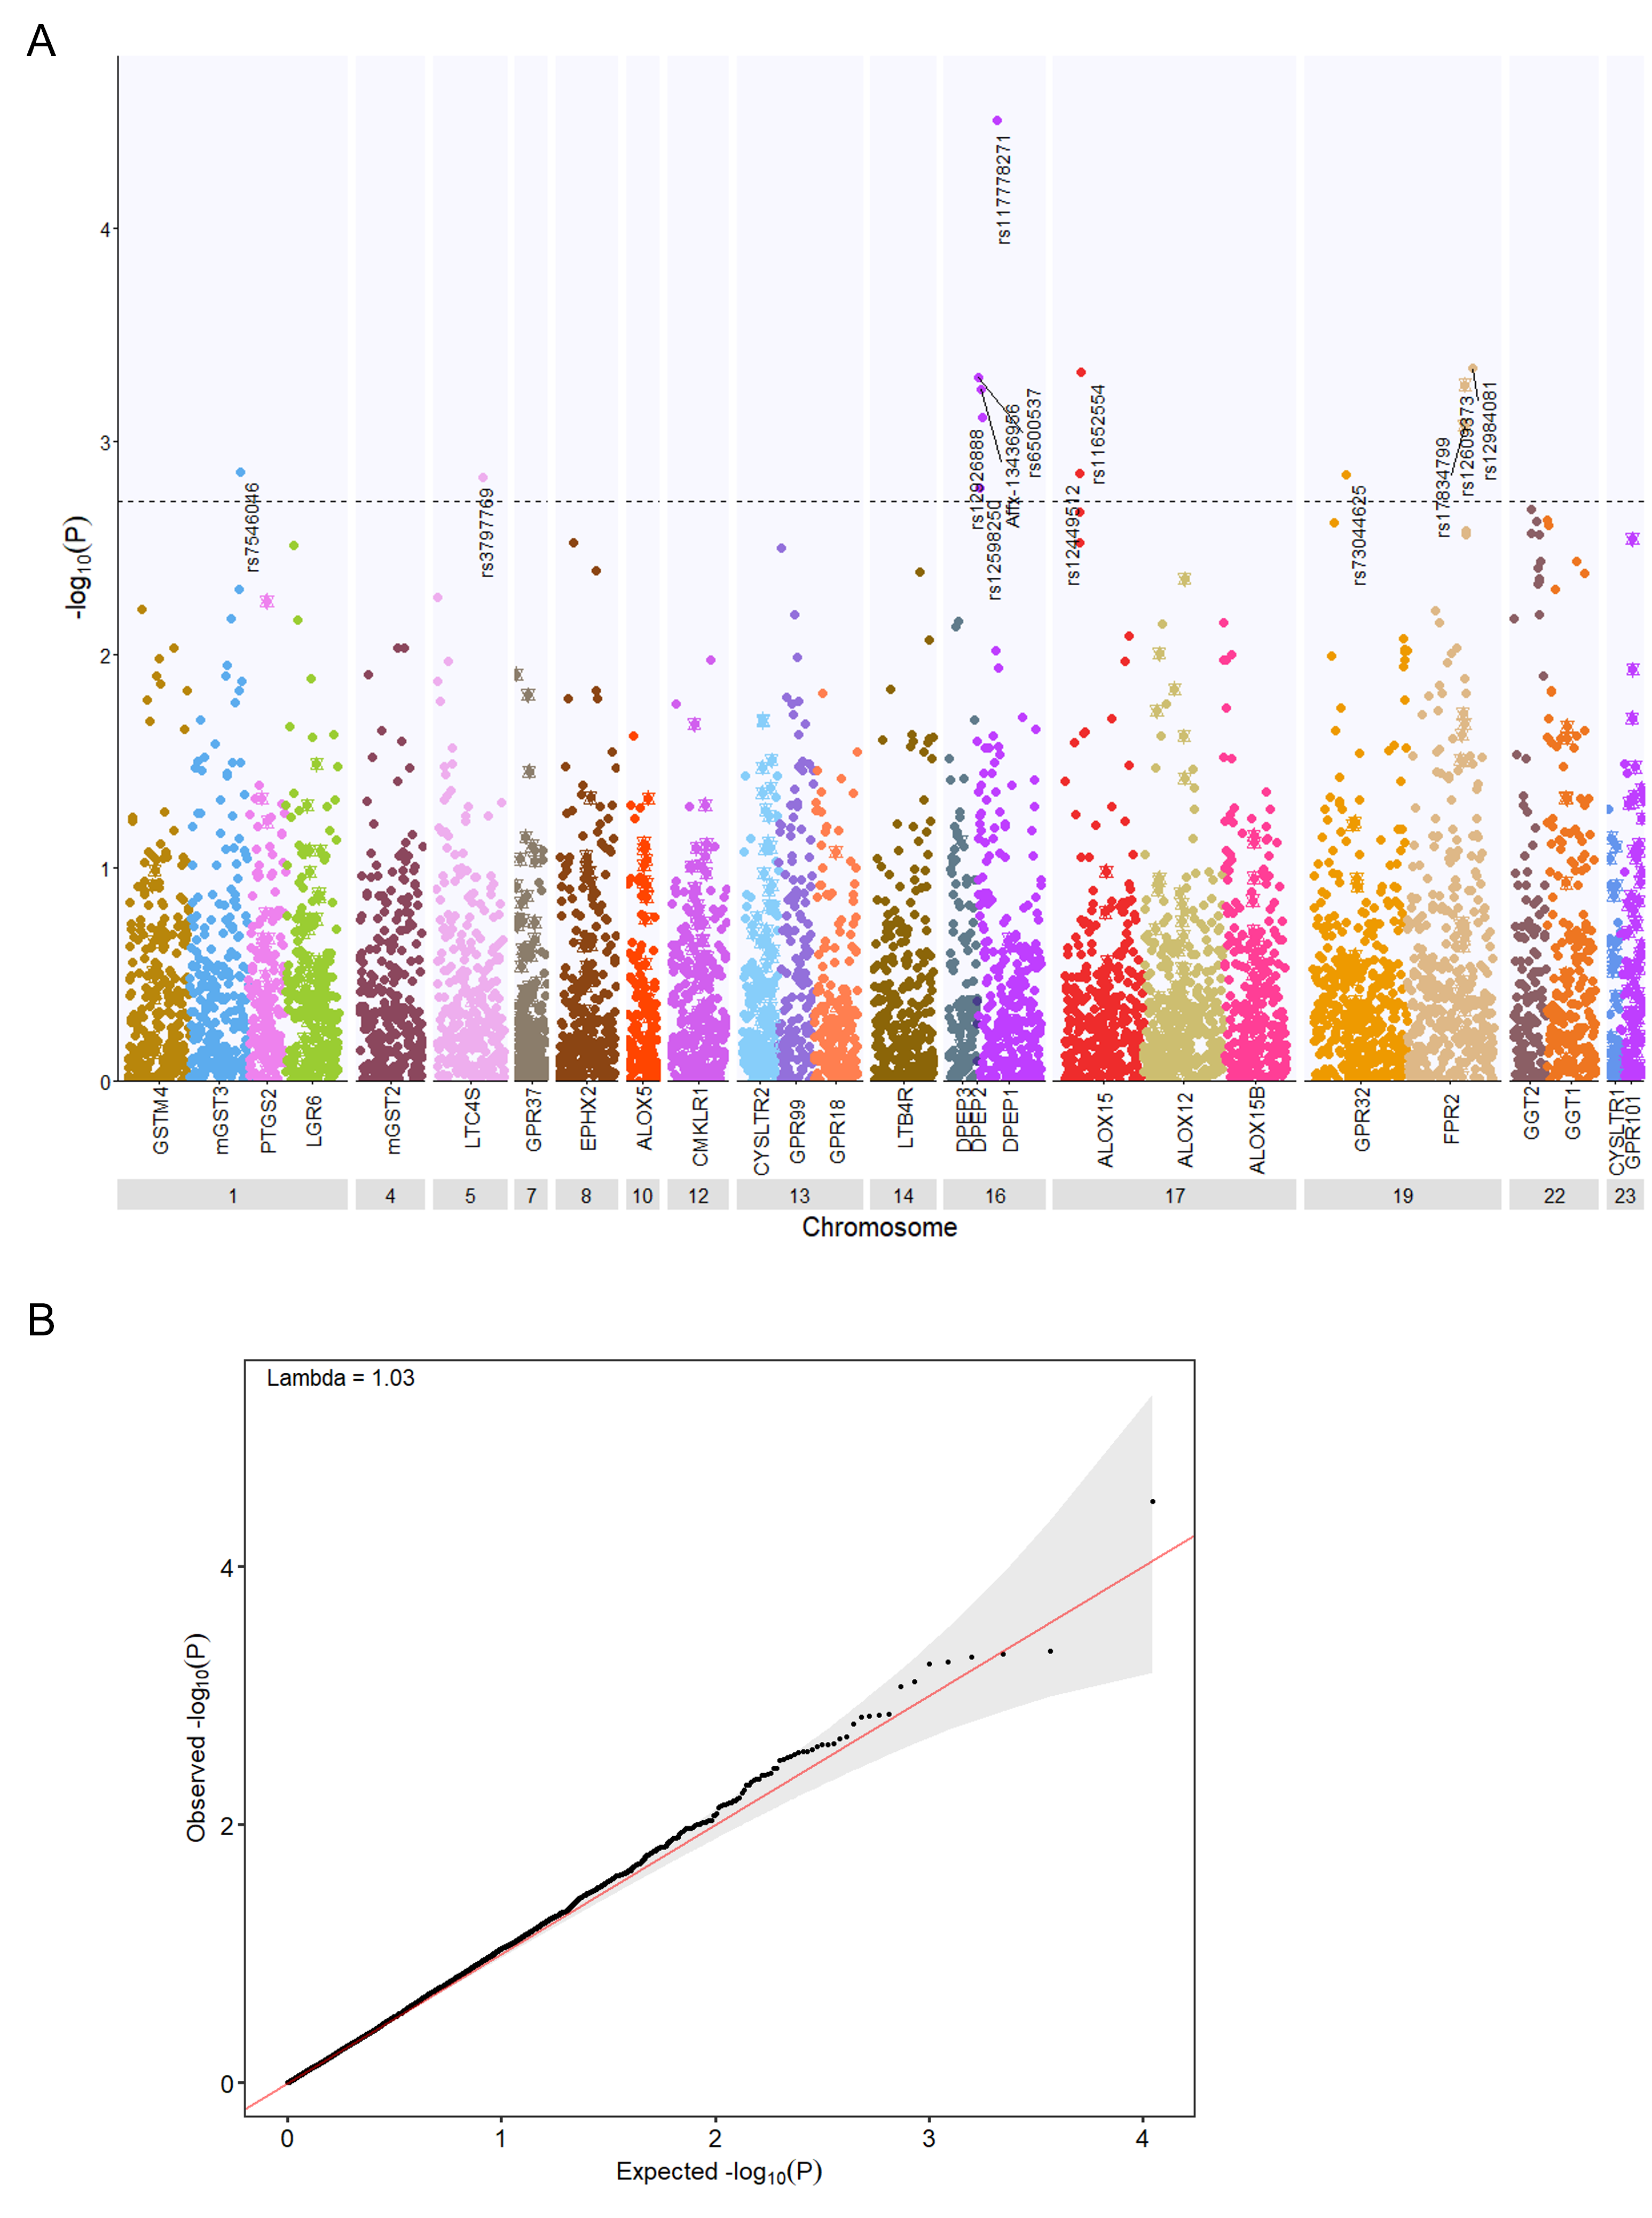 A
rs117778271
4
-log10(P)
3
rs7546046
rs3797769
rs12926888
rs12598250
Affx-13436956
rs6500537
rs12449512
rs11652554
rs73044625
rs17834799
rs12609373
rs12984081
2
1
0
GSTM4
mGST3
PTGS2
LGR6
mGST2
LTC4S
GPR37
EPHX2
ALOX5
CMKLR1
CYSLTR2
GPR99
GPR18
LTB4R
DPEP3
DPEP2
DPEP1
ALOX15
ALOX12
ALOX15B
GPR32
FPR2
GGT2
GGT1
CYSLTR1
GPR101
1 4 5 7 8 10 12 13 14 16 17 19 22 23
Chromosome
B
Lambda = 1.03
4
Observed -log10(P)
2
0
0 1 2 3 4
Expected -log10(P)